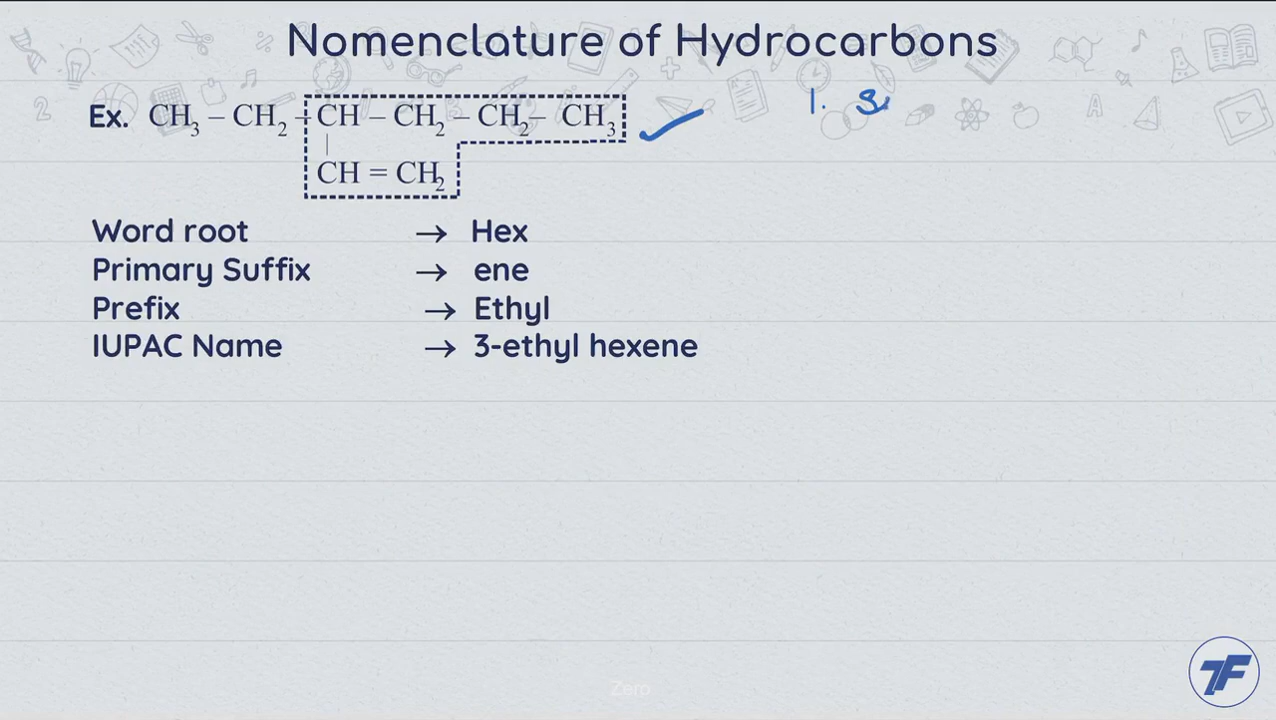 Nomenclature of Hydrocarbons
Ex. CH₃ – CH₂ – CH – CH₂ – CH₂ – CH₃
|
CH = CH₂
1.
Word root → Hex
Primary Suffix → ene
Prefix → Ethyl
IUPAC Name → 3-ethyl hexene
Zero